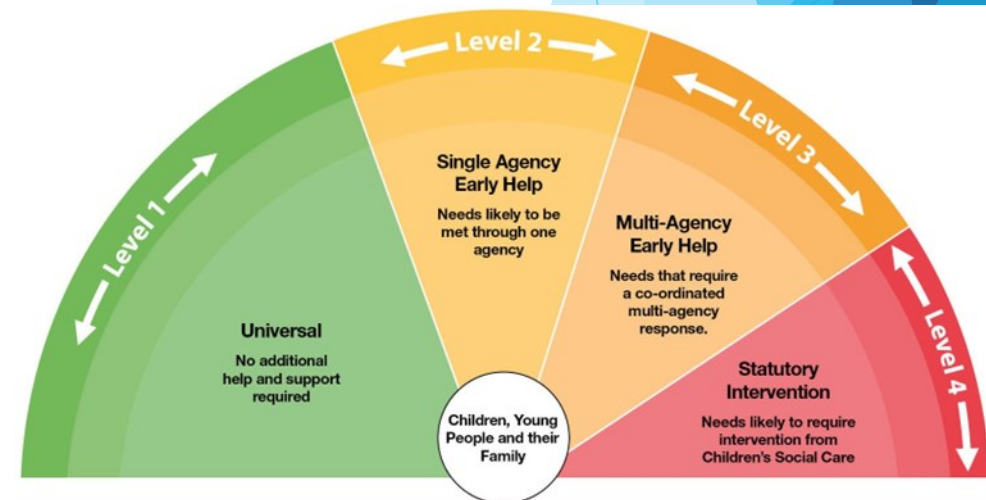 Level 1
Universal
No additional
help and support
required
Level 2
Single Agency
Early Help
Needs likely to be
met through one
agency
Level 3
Multi-Agency
Early Help
Needs that require
a co-ordinated
multi-agency
response.
Level 4
Statutory
Intervention
Needs likely to require
intervention from
Children's Social Care
Children, Young
People and their
Family